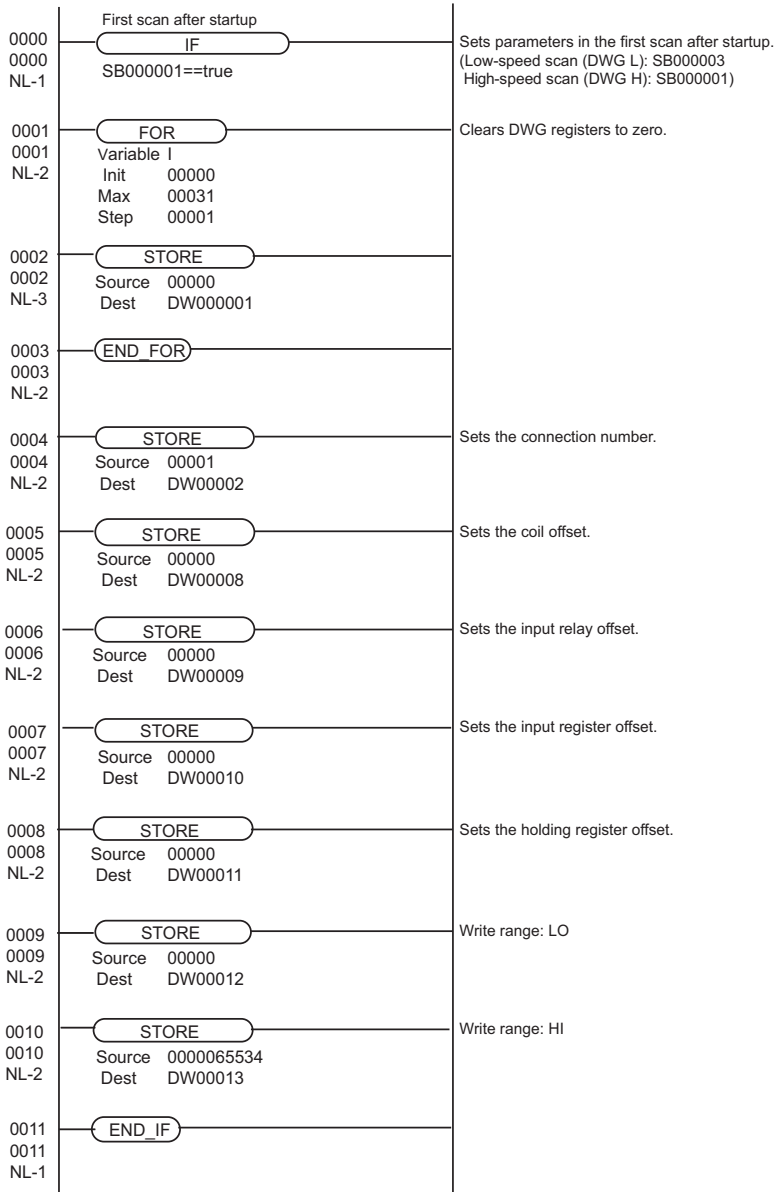 First scan after startup
0000 IF Sets parameters in the first scan after startup.
0000 (Low-speed scan (DWG L): SB000003
NL-1 SB000001==true High-speed scan (DWG H): SB000001)
0001 FOR Clears DWG registers to zero.
0001 Variable I
NL-2 Init 00000
Max 00031
Step 00001
0002 STORE
0002 Source 00000
NL-3 Dest DW000001
0003 END_FOR
0003
NL-2
0004 STORE Sets the connection number.
0004 Source 00001
NL-2 Dest DW00002
0005 STORE Sets the coil offset.
0005 Source 00000
NL-2 Dest DW00008
0006 STORE Sets the input relay offset.
0006 Source 00000
NL-2 Dest DW00009
0007 STORE Sets the input register offset.
0007 Source 00000
NL-2 Dest DW00010
0008 STORE Sets the holding register offset.
0008 Source 00000
NL-2 Dest DW00011
0009 STORE Write range: LO
0009 Source 00000
NL-2 Dest DW00012
0010 STORE Write range: HI
0010 Source 0000065534
NL-2 Dest DW00013
0011 END_IF
0011
NL-1